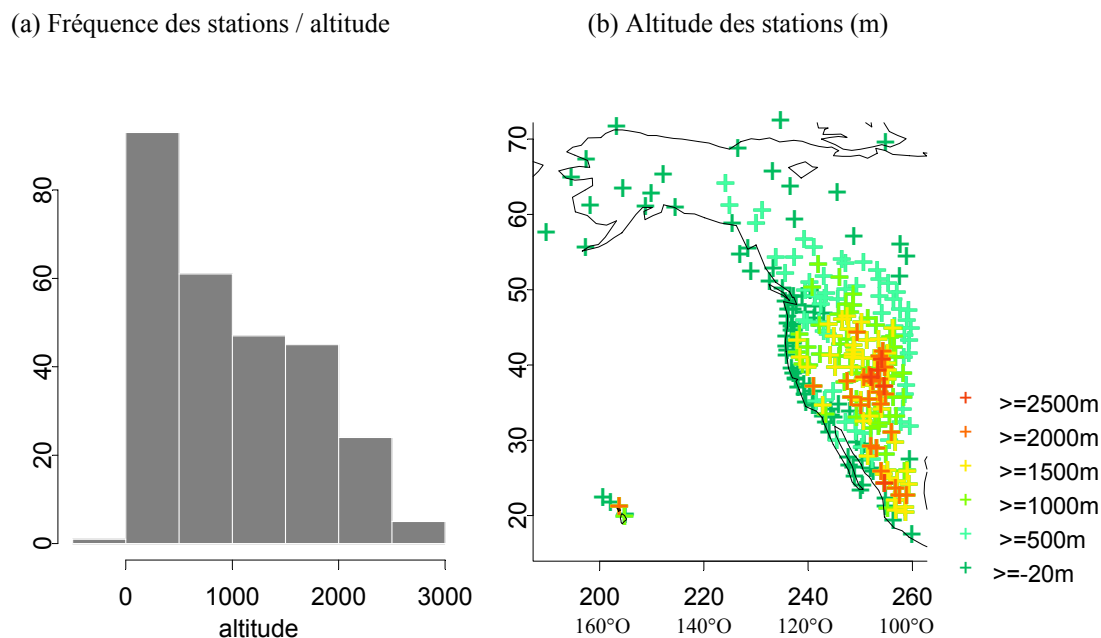 (a) Fréquence des stations / altitude
(b) Altitude des stations (m)
80
60
40
20
0
0 1000 2000 3000
altitude
70
60
50
40
30
20
200 220 240 260
160°O 140°O 120°O 100°O
>=2500m
>=2000m
>=1500m
>=1000m
>=500m
>=-20m